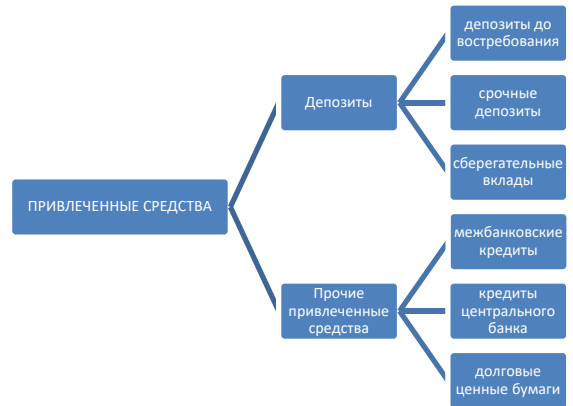 ПРИВЛЕЧЕННЫЕ СРЕДСТВА
Депозиты
депозиты до
востребования
срочные
депозиты
сберегательные
вклады
Прочие
привлеченные
средства
межбанковские
кредиты
кредиты
центрального
банка
долговые
ценные бумаги